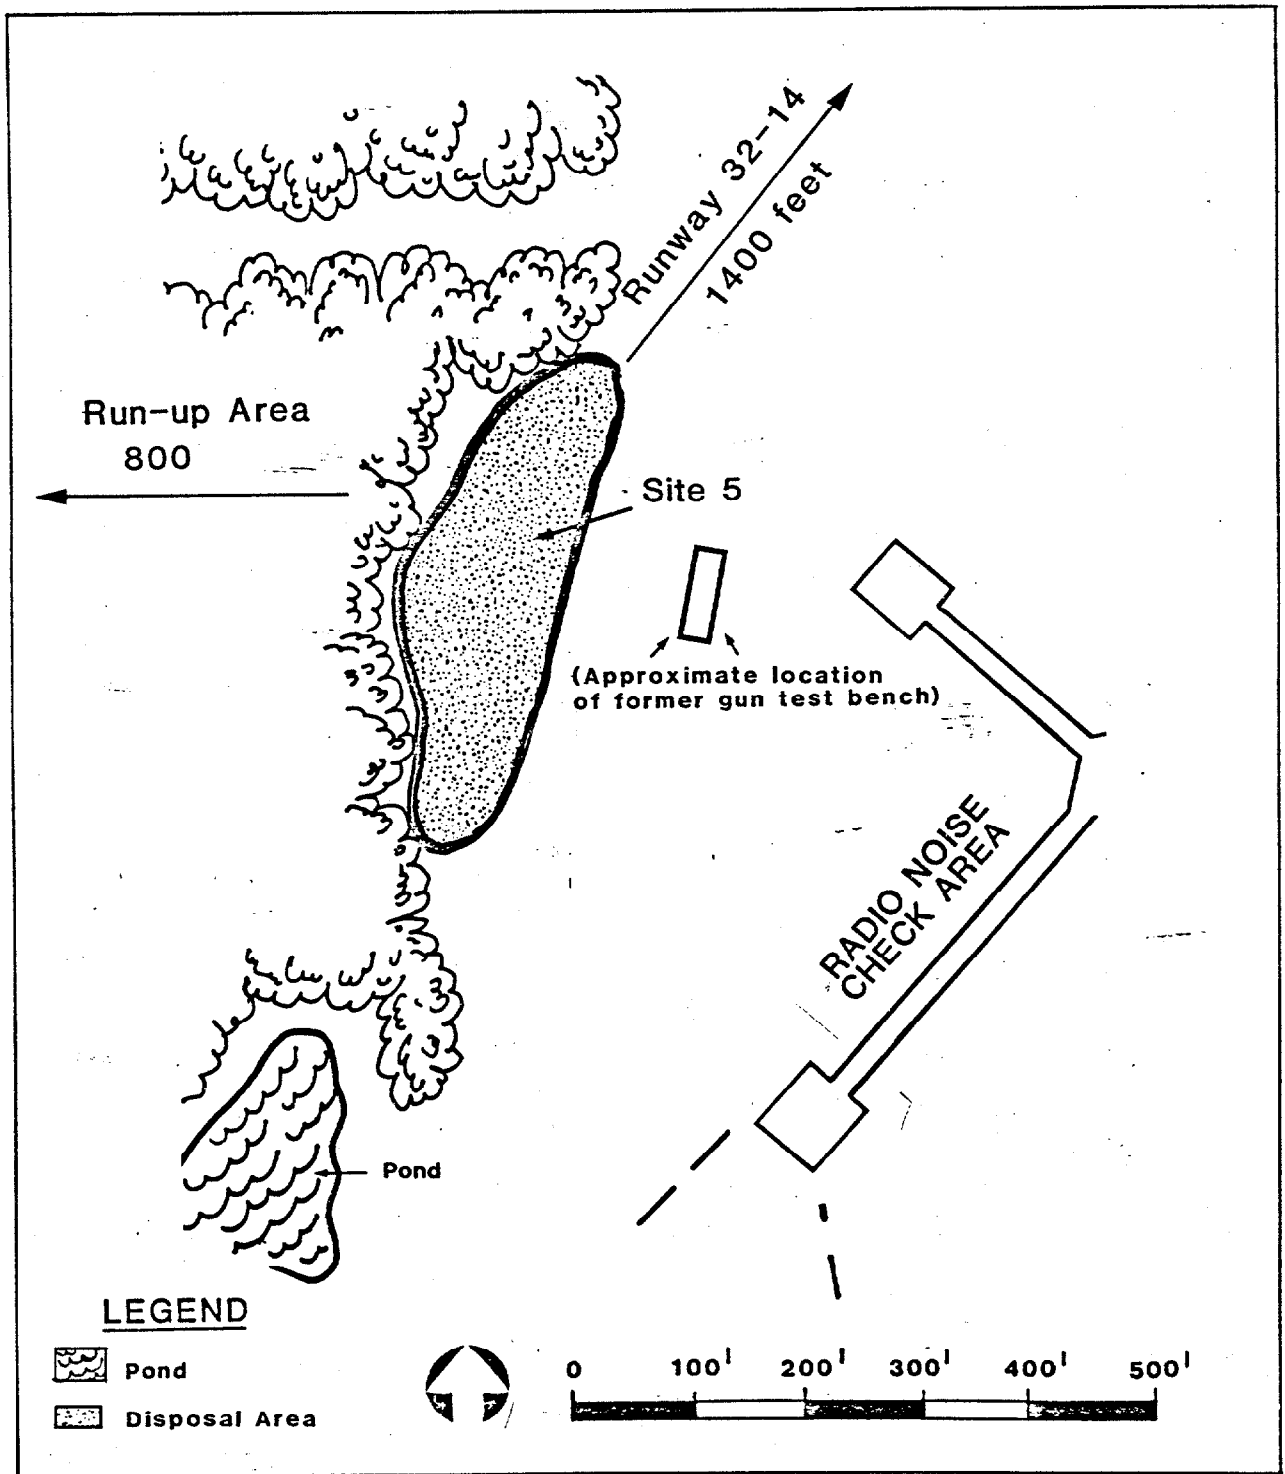 Runway 32-14
1400 feet
Run-up Area
800
Site 5
(Approximate location
of former gun test bench)
RADIO NOISE
CHECK AREA
Pond
LEGEND
Pond
Disposal Area
0 100' 200' 300' 400' 500'